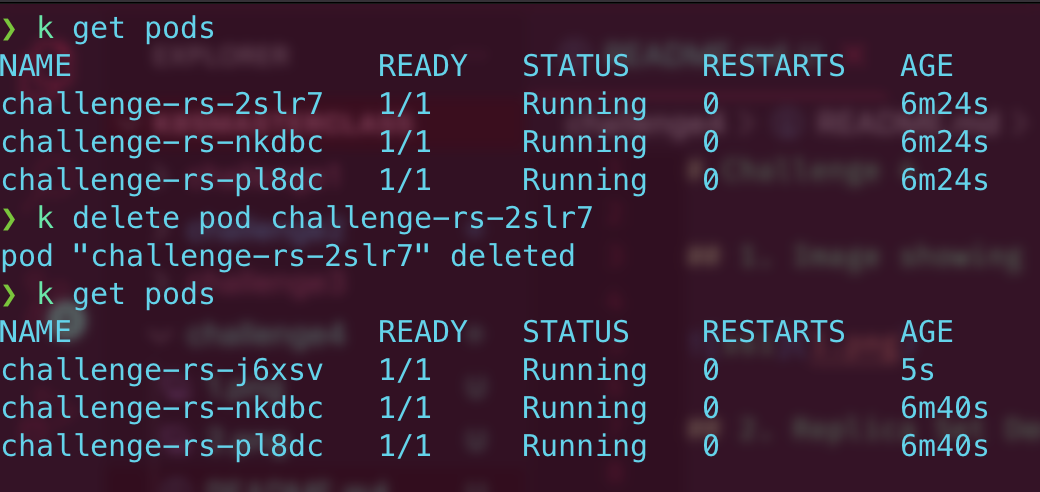 ❯ k get pods
NAME READY STATUS RESTARTS AGE
challenge-rs-2slr7 1/1 Running 0 6m24s
challenge-rs-nkdbc 1/1 Running 0 6m24s
challenge-rs-pl8dc 1/1 Running 0 6m24s
❯ k delete pod challenge-rs-2slr7
pod "challenge-rs-2slr7" deleted
❯ k get pods
NAME READY STATUS RESTARTS AGE
challenge-rs-j6xsv 1/1 Running 0 5s
challenge-rs-nkdbc 1/1 Running 0 6m40s
challenge-rs-pl8dc 1/1 Running 0 6m40s